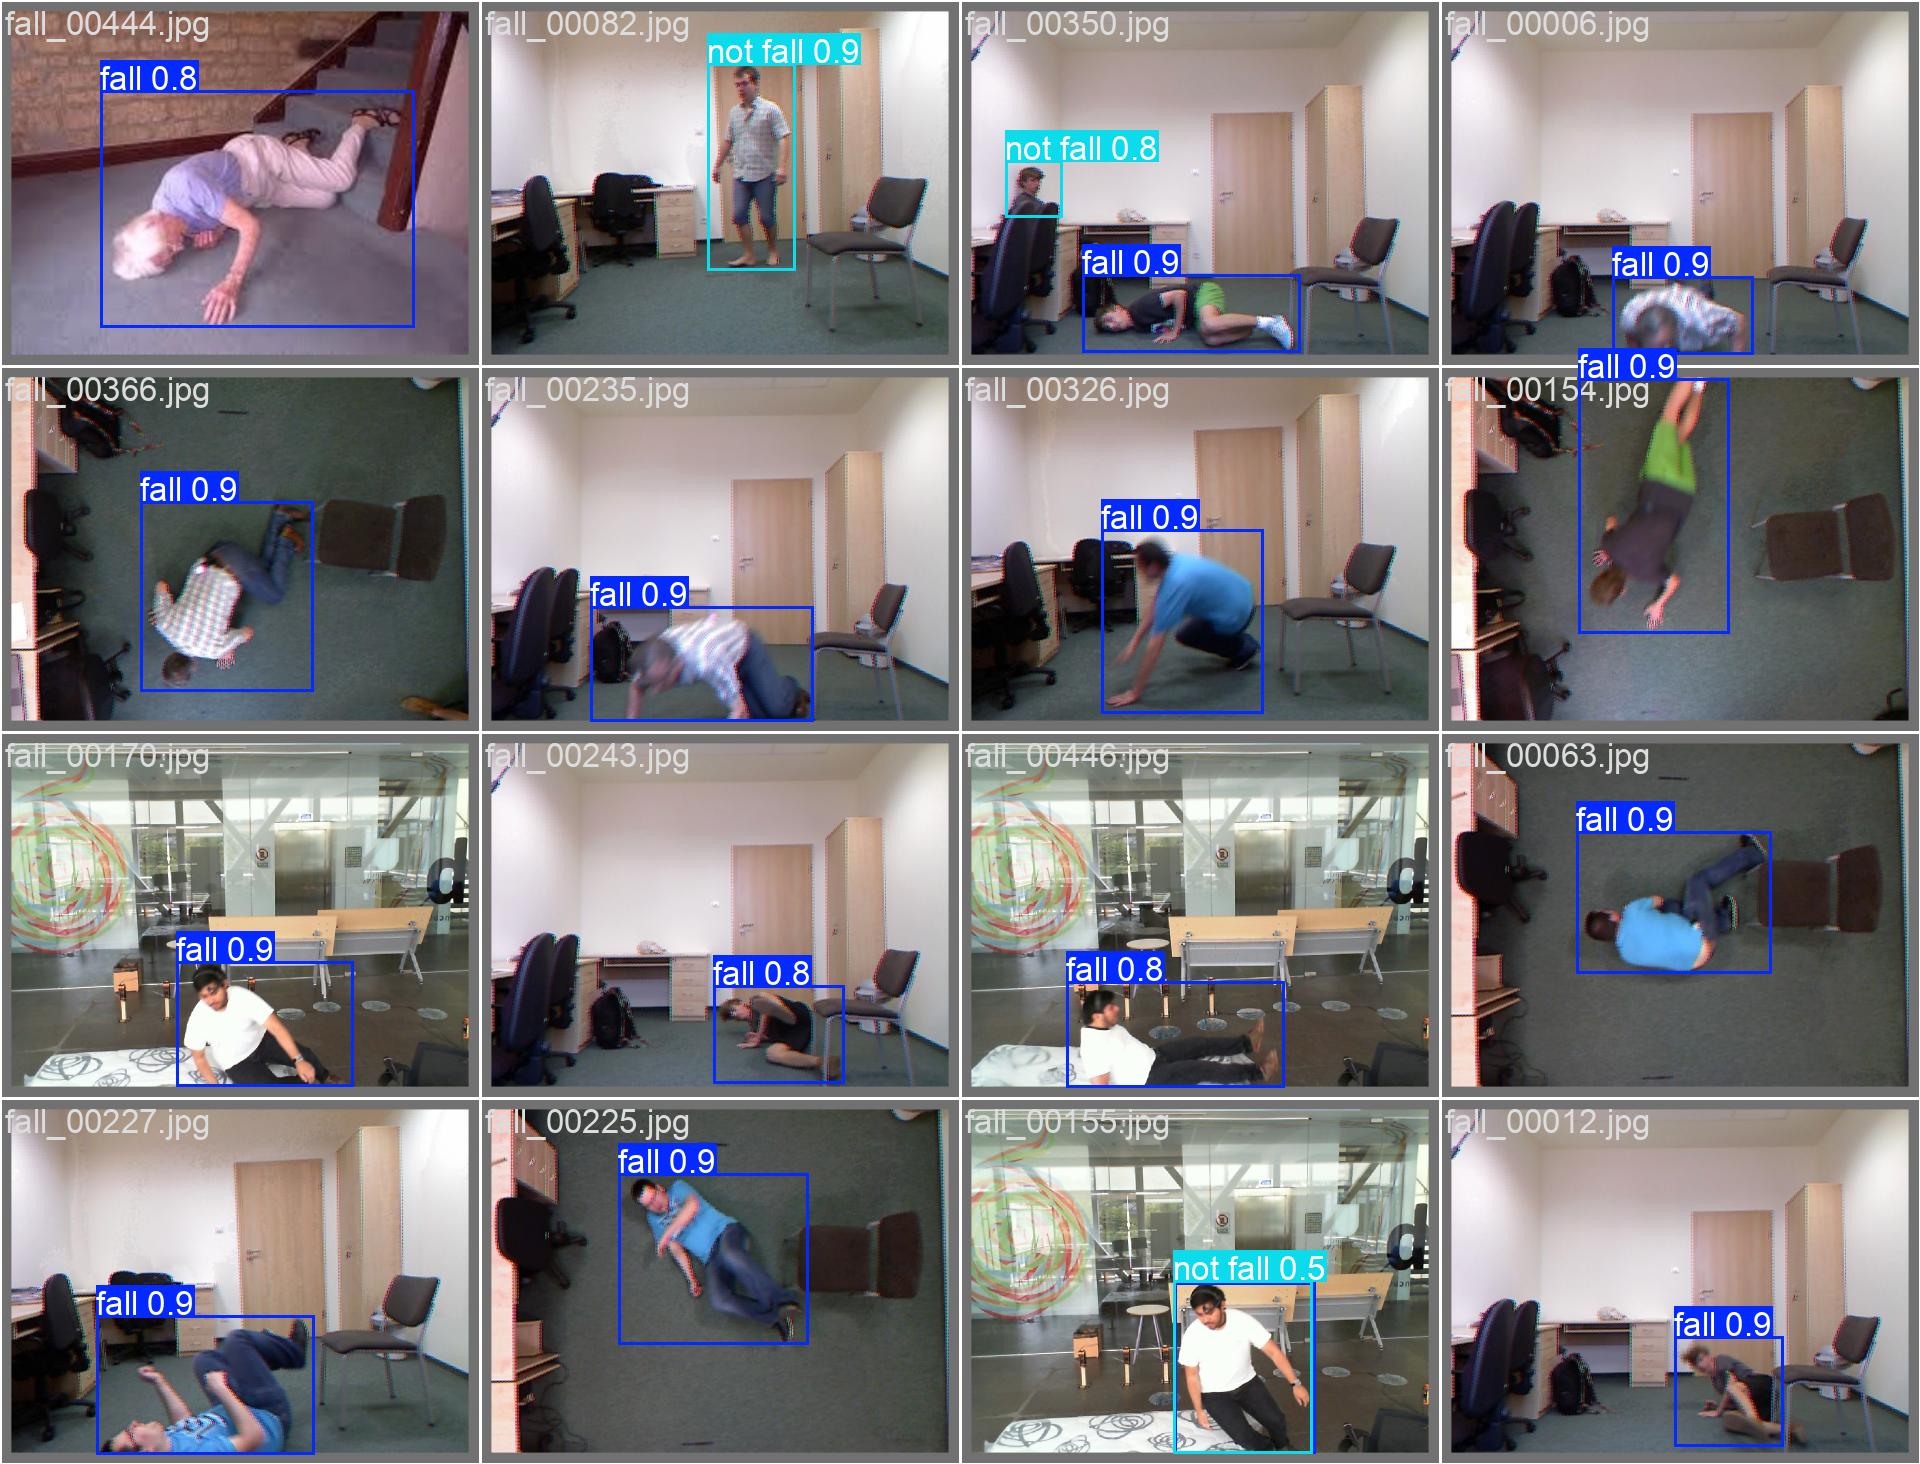 fall_00444.jpg
fall 0.8
fall_00082.jpg
not fall 0.9
fall_00350.jpg
not fall 0.8
fall 0.9
fall_00006.jpg
fall 0.9
fall_00366.jpg
fall 0.9
fall_00235.jpg
fall 0.9
fall_00326.jpg
fall 0.9
fall_00154.jpg
fall 0.9
fall_00170.jpg
b
fall 0.9
fall_00243.jpg
fall 0.8
fall_00446.jpg
d
fall 0.8
fall_00063.jpg
fall 0.9
fall_00227.jpg
fall 0.9
fall_00225.jpg
fall 0.9
fall_00155.jpg
d
not fall 0.5
fall_00012.jpg
fall 0.9